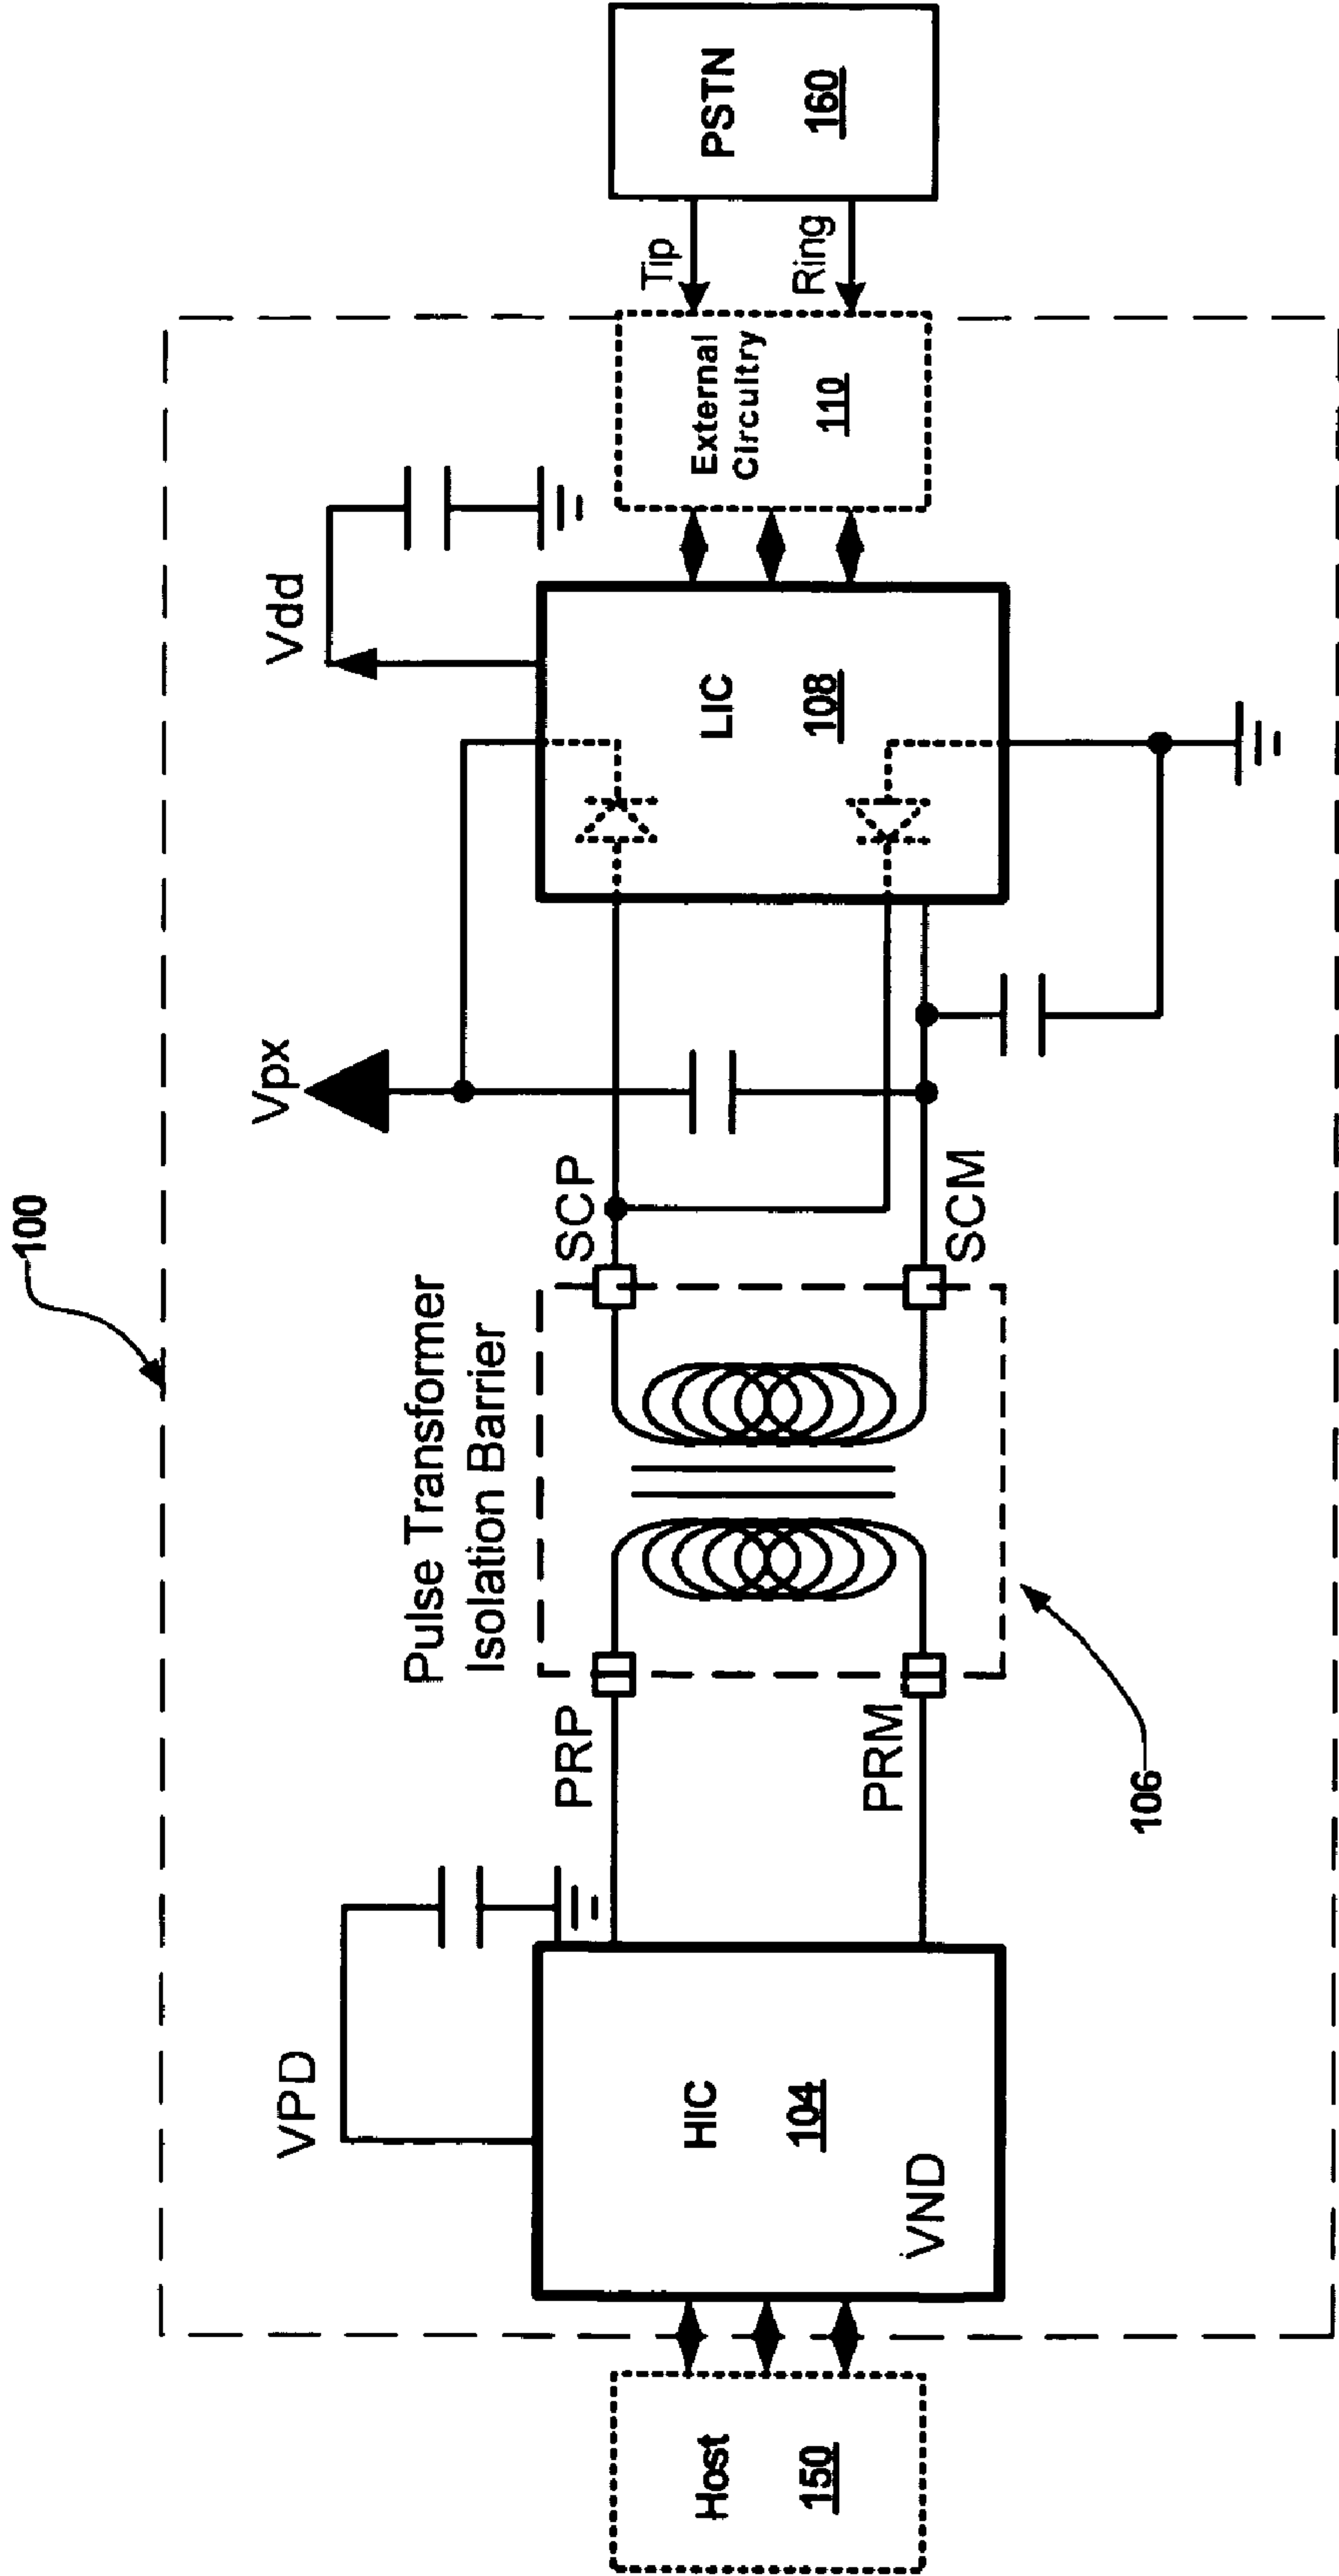 100
Pulse Transformer
Isolation Barrier
VPD
Vpx
Vdd
Host
150
HIC
104
VND
PRP
PRM
SCP
SCM
106
LIC
108
External
Circuitry
110
Tip
Ring
PSTN
160